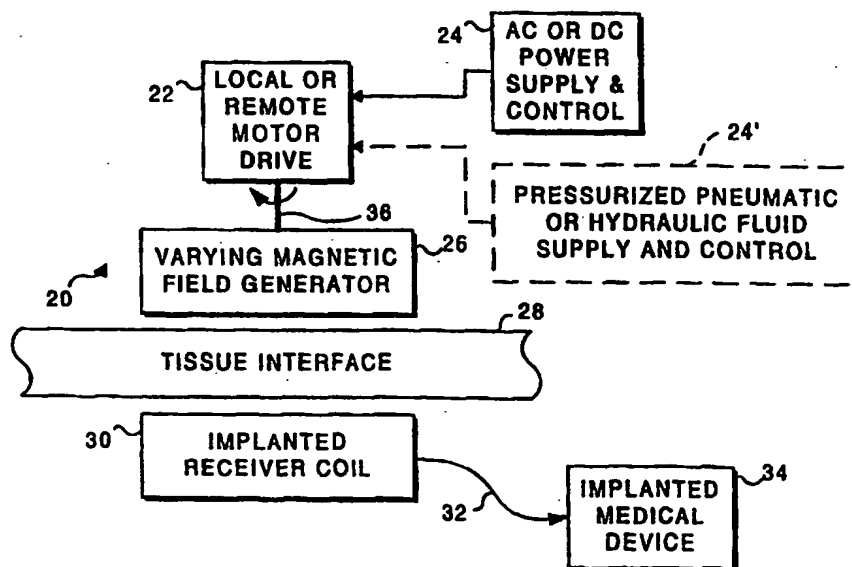 24
AC OR DC
POWER
SUPPLY &
CONTROL
22
LOCAL OR
REMOTE
MOTOR
DRIVE
24'
36
PRESSURIZED PNEUMATIC
OR HYDRAULIC FLUID
SUPPLY AND CONTROL
26
VARYING MAGNETIC
FIELD GENERATOR
20
28
TISSUE INTERFACE
30
IMPLANTED
RECEIVER COIL
32
34
IMPLANTED
MEDICAL
DEVICE